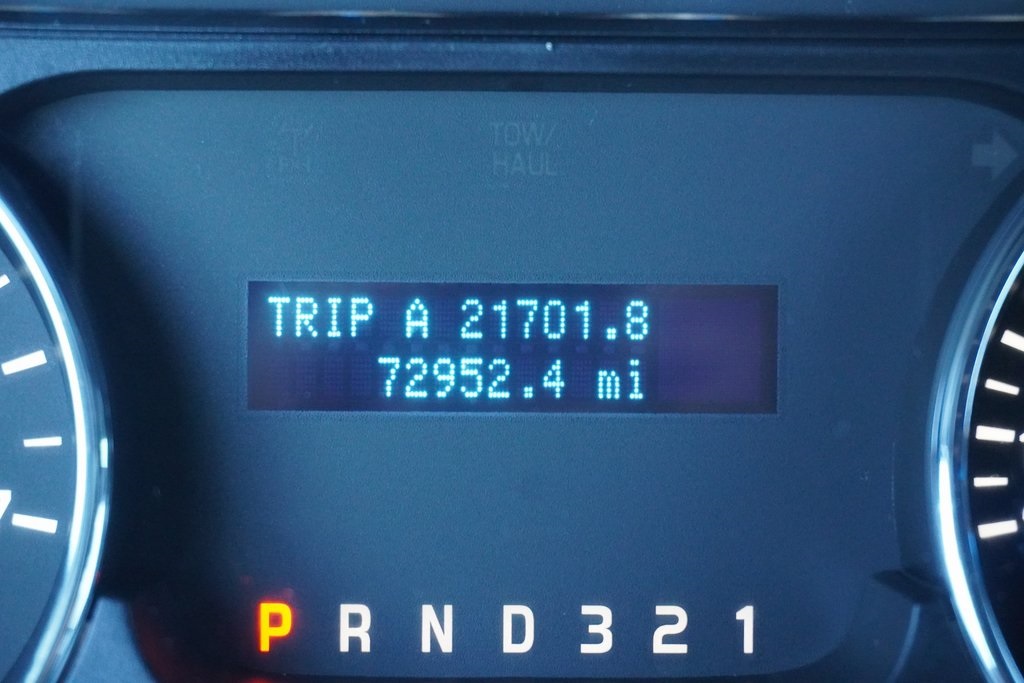 TOW/
HAUL
TRIP A 21701.8
72952.4 mi
P R N D 3 2 1